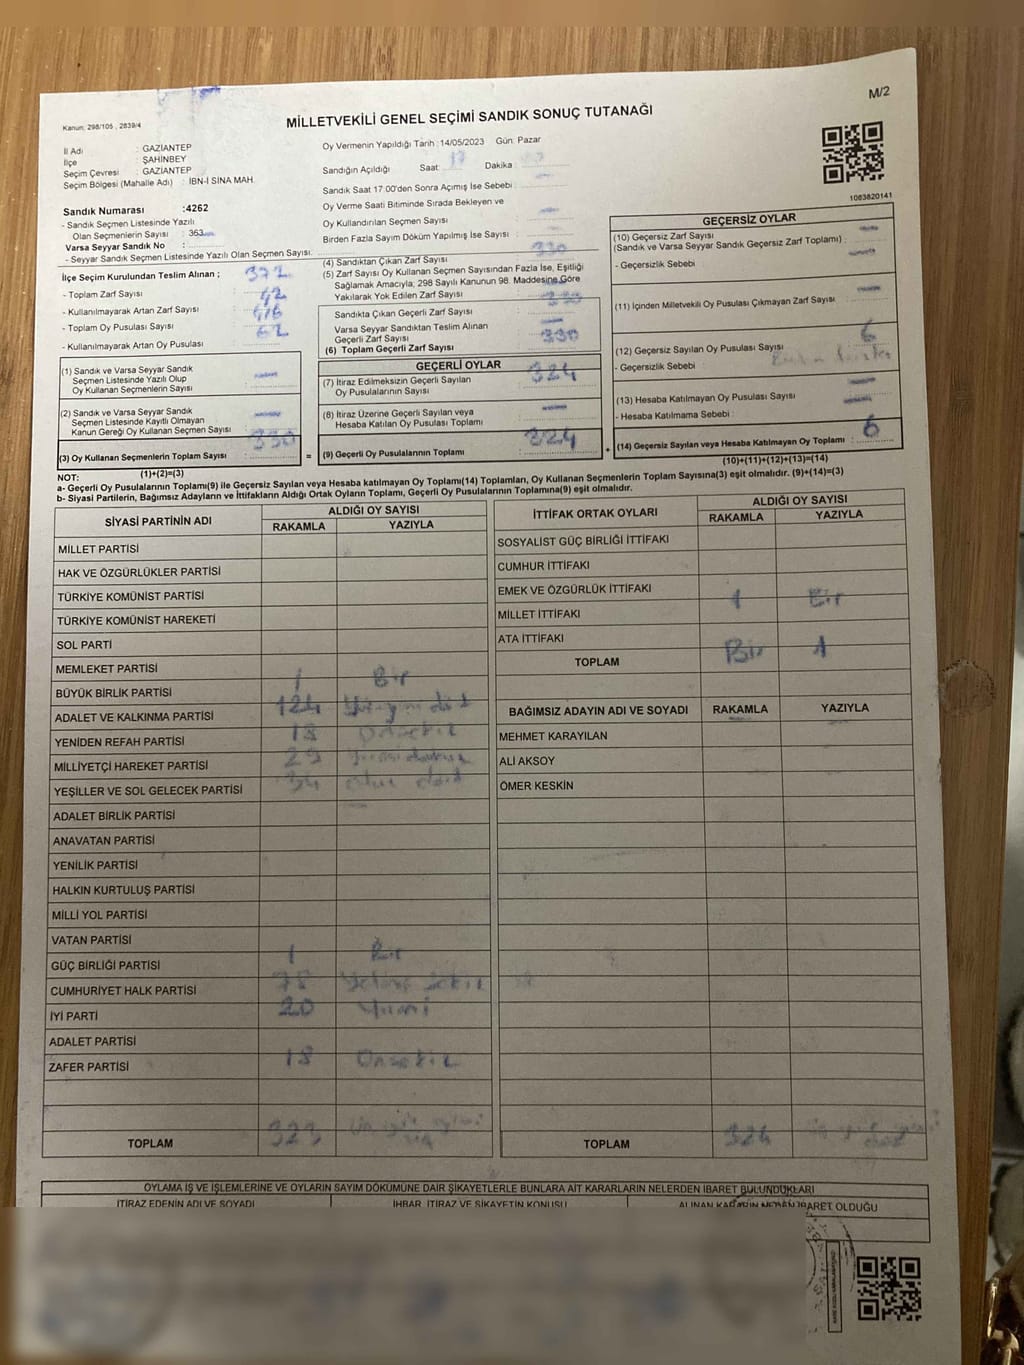 M/2
Kanun: 298/105 , 2839/4
MİLLETVEKİLİ GENEL SEÇİMİ SANDIK SONUÇ TUTANAĞI
İl Adı : GAZİANTEP
İlçe : ŞAHİNBEY
Seçim Çevresi : GAZİANTEP
Seçim Bölgesi (Mahalle Adı) : İBN-İ SİNA MAH.
Oy Vermenin Yapıldığı Tarih :14/05/2023 Gün: Pazar
Sandığın Açıldığı Saat: 17 Dakika :
Sandık Saat 17.00'den Sonra Açımış İse Sebebi :
Oy Verme Saati Bitiminde Sırada Bekleyen ve
Oy Kullandırılan Seçmen Sayısı :
Birden Fazla Sayım Döküm Yapılmış İse Sayısı :
1083820141
Sandık Numarası :4262
- Sandık Seçmen Listesinde Yazılı
Olan Seçmenlerin Sayısı : 363
Varsa Seyyar Sandık No :
- Seyyar Sandık Seçmen Listesinde Yazılı Olan Seçmen Sayısı.
İlçe Seçim Kurulundan Teslim Alınan ;
- Toplam Zarf Sayısı : 372
- Kullanılmayarak Artan Zarf Sayısı : 42
- Toplam Oy Pusulası Sayısı : 416
- Kullanılmayarak Artan Oy Pusulası : 62
(1) Sandık ve Varsa Seyyar Sandık
Seçmen Listesinde Yazılı Olup
Oy Kullanan Seçmenlerin Sayısı
(2) Sandık ve Varsa Seyyar Sandık
Seçmen Listesinde Kayıtlı Olmayan
Kanun Gereği Oy Kullanan Seçmen Sayısı :
(3) Oy Kullanan Seçmenlerin Toplam Sayısı : 330
(1)+(2)=(3)
(4) Sandıktan Çıkan Zarf Sayısı : 330
(5) Zarf Sayısı Oy Kullanan Seçmen Sayısından Fazla İse, Eşitliği
Sağlamak Amacıyla; 298 Sayılı Kanunun 98. Maddesine Göre
Yakılarak Yok Edilen Zarf Sayısı
Sandıkta Çıkan Geçerli Zarf Sayısı : 330
Varsa Seyyar Sandıktan Teslim Alınan
Geçerli Zarf Sayısı
(6) Toplam Geçerli Zarf Sayısı : 330
GEÇERLİ OYLAR
(7) İtiraz Edilmeksizin Geçerli Sayılan
Oy Pusulalarının Sayısı : 324
(8) İtiraz Üzerine Geçerli Sayılan veya
Hesaba Katılan Oy Pusulası Toplamı :
= (9) Geçerli Oy Pusulalarının Toplamı : 324
GEÇERSİZ OYLAR
(10) Geçersiz Zarf Sayısı
(Sandık ve Varsa Seyyar Sandık Geçersiz Zarf Toplamı) :
- Geçersizlik Sebebi :
(11) İçinden Milletvekili Oy Pusulası Çıkmayan Zarf Sayısı :
(12) Geçersiz Sayılan Oy Pusulası Sayısı : 6
- Geçersizlik Sebebi :
(13) Hesaba Katılmayan Oy Pusulası Sayısı :
- Hesaba Katılmama Sebebi :
+ (14) Geçersiz Sayılan veya Hesaba Katılmayan Oy Toplamı : 6
(10)+(11)+(12)+(13)=(14)
NOT:
a- Geçerli Oy Pusulalarının Toplamı(9) ile Geçersiz Sayılan veya Hesaba Katılmayan Oy Toplamı(14) Toplamları, Oy Kullanan Seçmenlerin Toplam Sayısına(3) eşit olmalıdır. (9)+(14)=(3)
b- Siyasi Partilerin, Bağımsız Adayların ve İttifakların Aldığı Ortak Oyların Toplamı, Geçerli Oy Pusulalarının Toplamına(9) eşit olmalıdır.
SİYASİ PARTİNİN ADI ALDIĞI OY SAYISI
RAKAMLA YAZIYLA
MİLLET PARTİSİ
HAK VE ÖZGÜRLÜKLER PARTİSİ
TÜRKİYE KOMÜNİST PARTİSİ
TÜRKİYE KOMÜNİST HAREKETİ
SOL PARTİ
MEMLEKET PARTİSİ
BÜYÜK BİRLİK PARTİSİ 1 Bir
ADALET VE KALKINMA PARTİSİ 124
YENİDEN REFAH PARTİSİ 18 Onsekiz
MİLLİYETÇİ HAREKET PARTİSİ 29 Yirmidokuz
YEŞİLLER VE SOL GELECEK PARTİSİ 34
ADALET BİRLİK PARTİSİ
ANAVATAN PARTİSİ
YENİLİK PARTİSİ
HALKIN KURTULUŞ PARTİSİ
MİLLİ YOL PARTİSİ
VATAN PARTİSİ
GÜÇ BİRLİĞİ PARTİSİ 1 Bir
CUMHURİYET HALK PARTİSİ 78
İYİ PARTİ 20 Yirmi
ADALET PARTİSİ
ZAFER PARTİSİ 18 Onsekiz
TOPLAM 323
İTTİFAK ORTAK OYLARI ALDIĞI OY SAYISI
RAKAMLA YAZIYLA
SOSYALİST GÜÇ BİRLİĞİ İTTİFAKI
CUMHUR İTTİFAKI
EMEK VE ÖZGÜRLÜK İTTİFAKI
MİLLET İTTİFAKI 1 Bir
ATA İTTİFAKI
TOPLAM Bir 1
BAĞIMSIZ ADAYIN ADI VE SOYADI RAKAMLA YAZIYLA
MEHMET KARAYILAN
ALİ AKSOY
ÖMER KESKİN
TOPLAM 324
OYLAMA İŞ VE İŞLEMLERİNE VE OYLARIN SAYIM DÖKÜMÜNE DAİR ŞİKAYETLERLE BUNLARA AİT KARARLARIN NELERDEN İBARET BULUNDUKLARI
İTİRAZ EDENİN ADI VE SOYADI İHBAR, İTİRAZ VE ŞİKAYETİN KONUSU ALINAN KARARIN NEDEN İBARET OLDUĞU